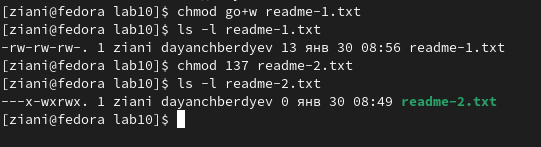 [ziani@fedora lab10]$ chmod go+w readme-1.txt
[ziani@fedora lab10]$ ls -l readme-1.txt
-rw-rw-rw-. 1 ziani dayanchberdyev 13 янв 30 08:56 readme-1.txt
[ziani@fedora lab10]$ chmod 137 readme-2.txt
[ziani@fedora lab10]$ ls -l readme-2.txt
---x-wxrwx. 1 ziani dayanchberdyev 0 янв 30 08:49 readme-2.txt
[ziani@fedora lab10]$